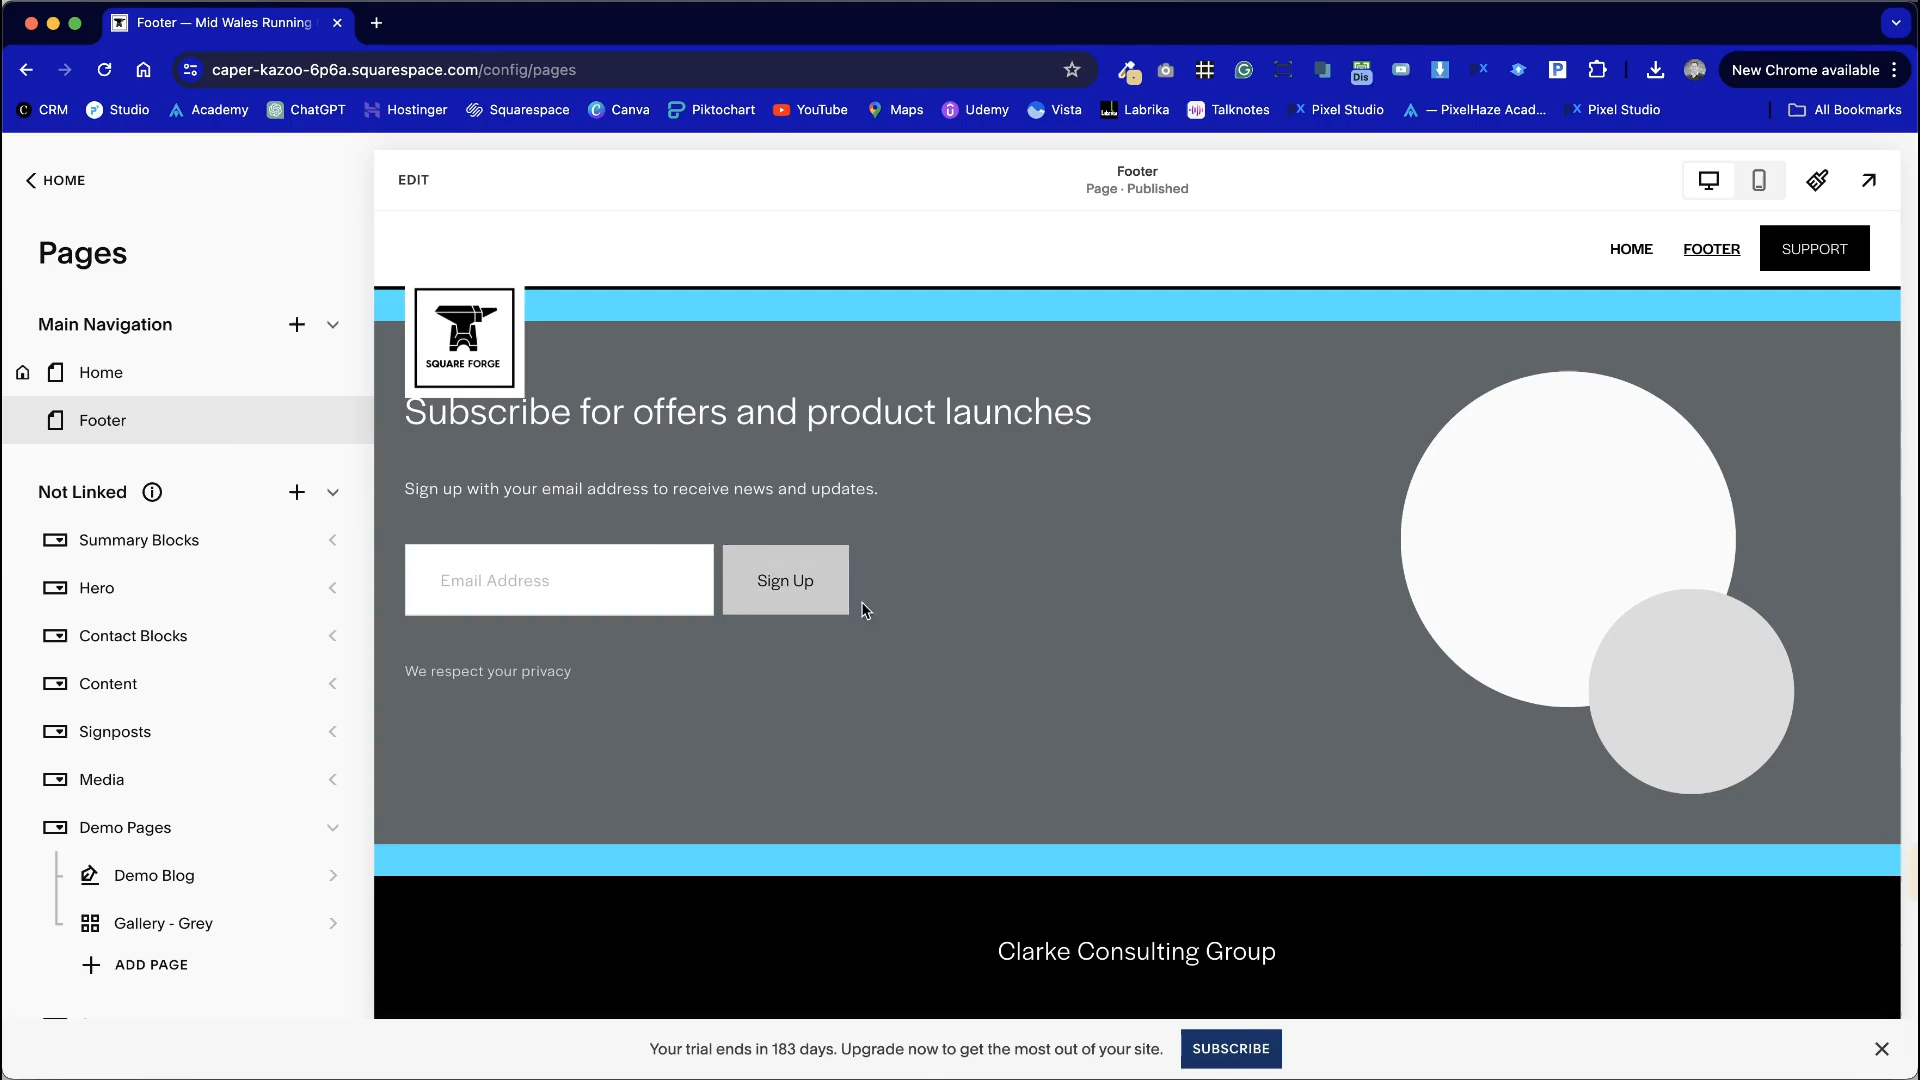 Footer — Mid Wales Running
caper-kazoo-6p6a.squarespace.com/config/pages
Dis
New Chrome available
CRM
Studio
Academy
ChatGPT
Hostinger
Squarespace
Canva
Piktochart
YouTube
Maps
Udemy
Vista
Labrika
Talknotes
Pixel Studio
— PixelHaze Acad...
Pixel Studio
All Bookmarks
HOME
EDIT
Footer
Page · Published
Pages
HOME
FOOTER
SUPPORT
Main Navigation
Home
Footer
SQUARE FORGE
Subscribe for offers and product launches
Sign up with your email address to receive news and updates.
Email Address
Sign Up
We respect your privacy
Not Linked
Summary Blocks
Hero
Contact Blocks
Content
Signposts
Media
Demo Pages
Demo Blog
Gallery - Grey
ADD PAGE
Clarke Consulting Group
Your trial ends in 183 days. Upgrade now to get the most out of your site.
SUBSCRIBE